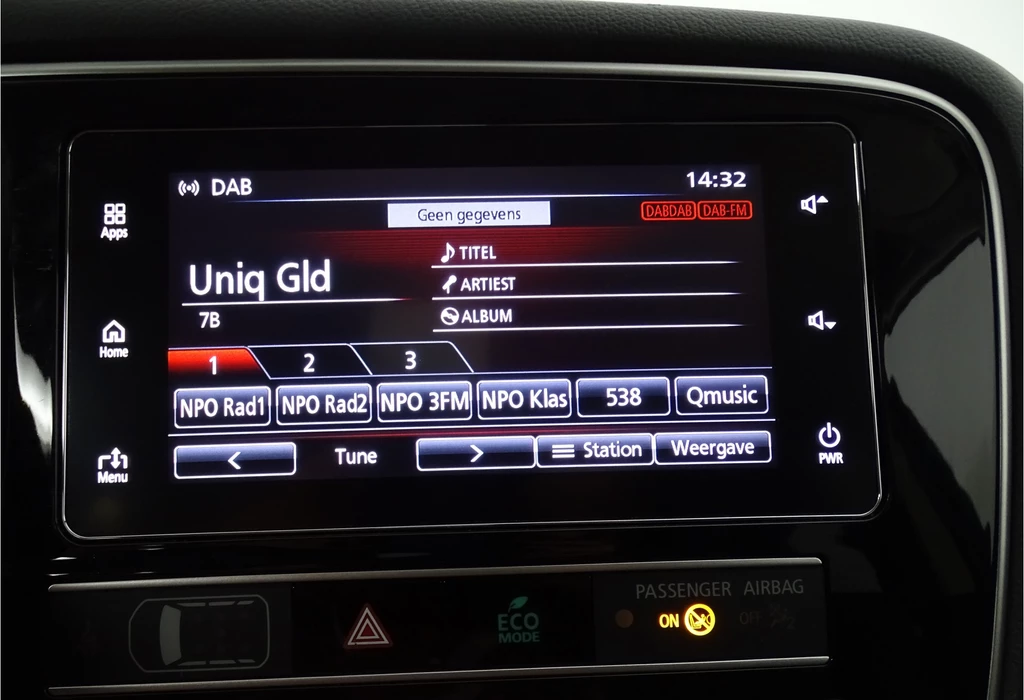 DAB
14:32
Geen gegevens
DABDAB DAB-FM
Apps
TITEL
Uniq Gld
ARTIEST
7B
ALBUM
Home
1 2 3
NPO Rad1 NPO Rad2 NPO 3FM NPO Klas 538 Qmusic
< Tune > Station Weergave
Menu
PWR
PASSENGER AIRBAG
ECO
MODE
ON OFF